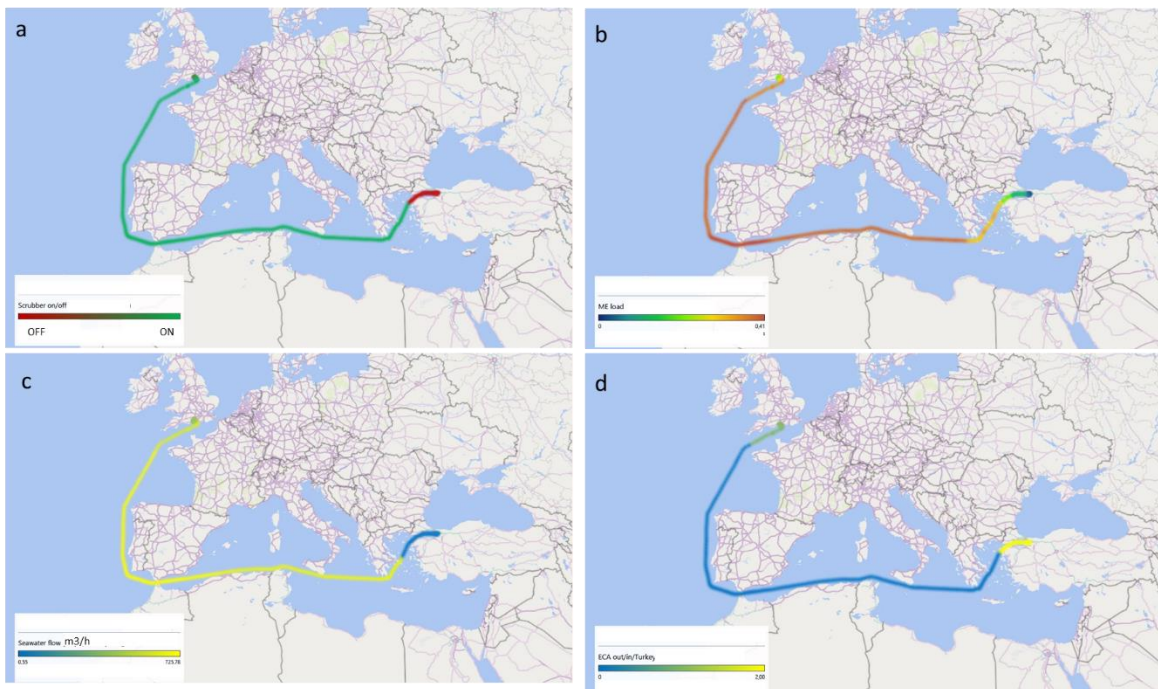 a
b
Scrubber on/off
OFF ON
ME load
0 0,41
c
d
Seawater flow m3/h
0,55 723,78
ECA out/in/Turkey
0 2,00